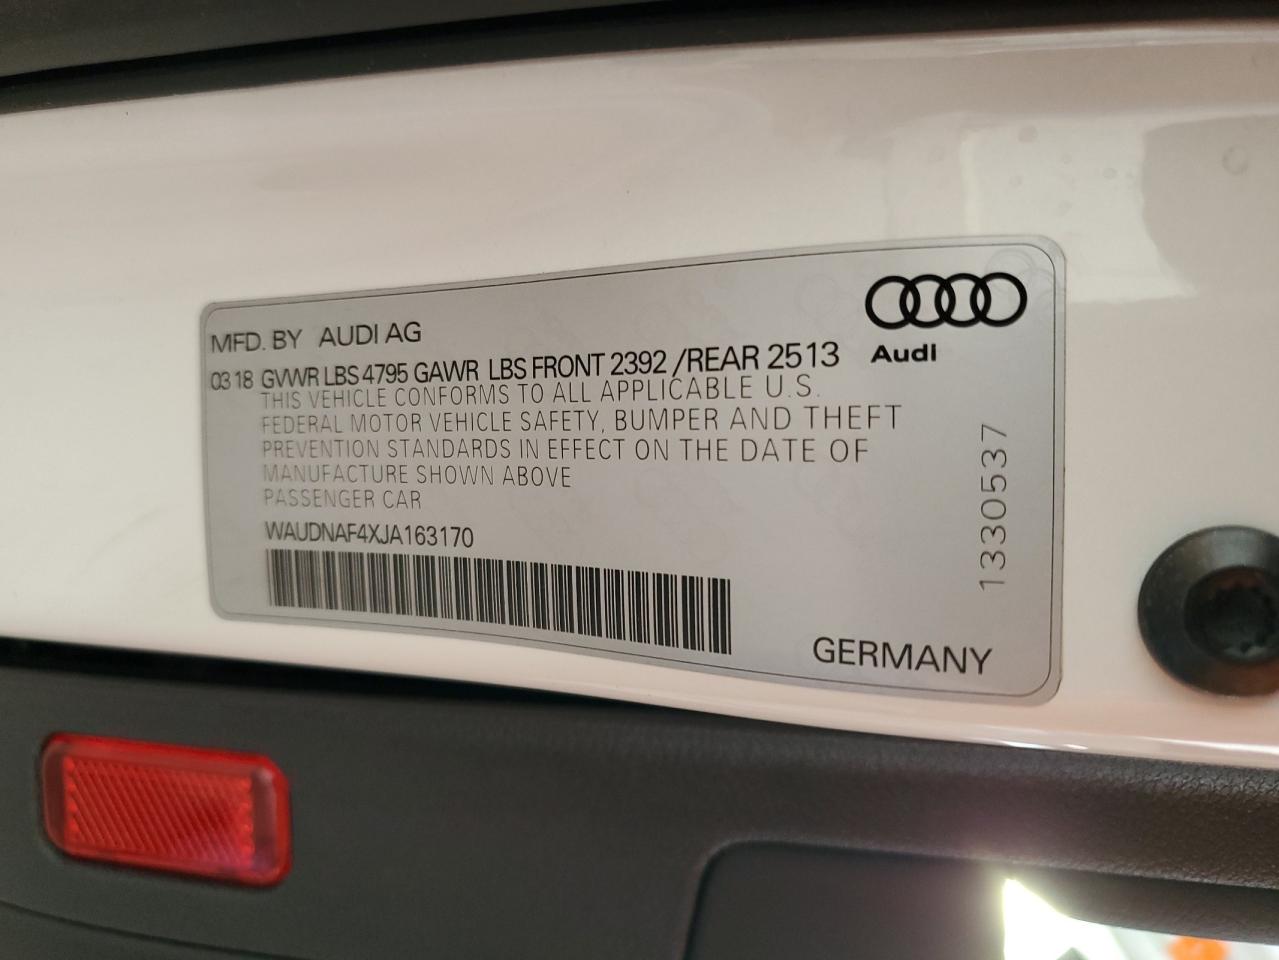 MFD. BY AUDI AG
03 18 GVWR LBS 4795 GAWR LBS FRONT 2392 /REAR 2513
THIS VEHICLE CONFORMS TO ALL APPLICABLE U.S.
FEDERAL MOTOR VEHICLE SAFETY, BUMPER AND THEFT
PREVENTION STANDARDS IN EFFECT ON THE DATE OF
MANUFACTURE SHOWN ABOVE
PASSENGER CAR
WAUDNAF4XJA163170
Audi
1330537
GERMANY